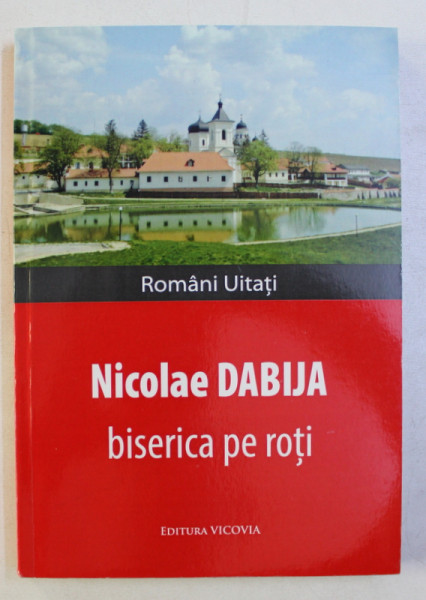 Români Uitați
Nicolae DABIJA
biserica pe roți
EDITURA VICOVIA